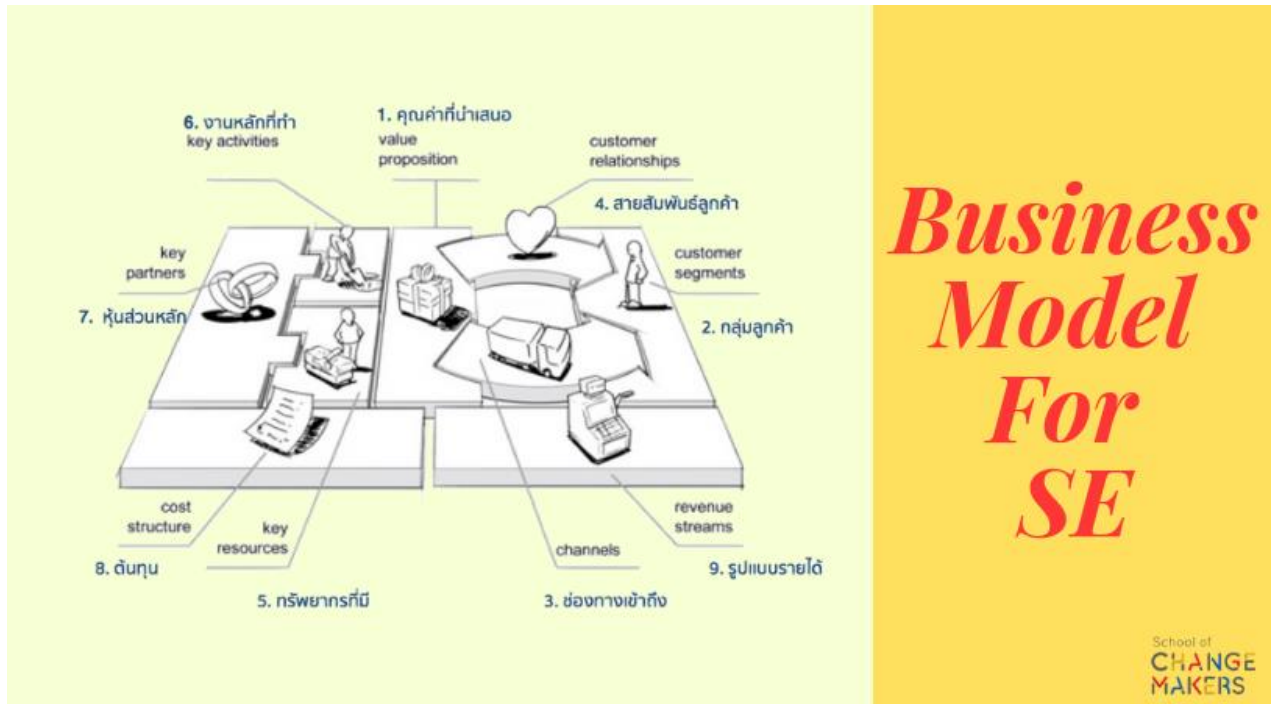 6. งานหลักที่ทำ
key activities
1. คุณค่าที่นำเสนอ
value
proposition
customer
relationships
4. สายสัมพันธ์ลูกค้า
key
partners
7. หุ้นส่วนหลัก
customer
segments
2. กลุ่มลูกค้า
cost
structure
8. ต้นทุน
key
resources
5. ทรัพยากรที่มี
channels
3. ช่องทางเข้าถึง
revenue
streams
9. รูปแบบรายได้
Business
Model
For
SE
School of
CHANGE
MAKERS